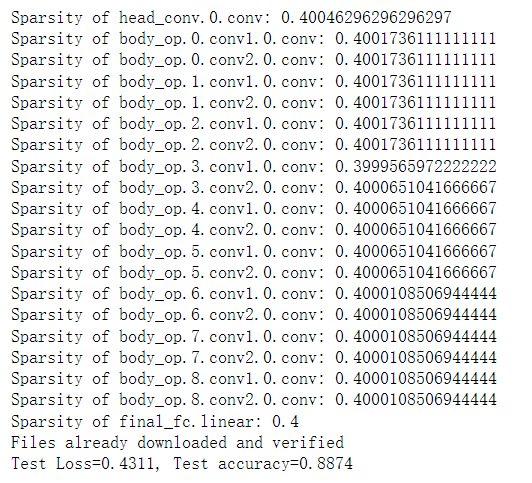 Sparsity of head_conv.0.conv: 0.40046296296296297
Sparsity of body_op.0.conv1.0.conv: 0.4001736111111111
Sparsity of body_op.0.conv2.0.conv: 0.4001736111111111
Sparsity of body_op.1.conv1.0.conv: 0.4001736111111111
Sparsity of body_op.1.conv2.0.conv: 0.4001736111111111
Sparsity of body_op.2.conv1.0.conv: 0.4001736111111111
Sparsity of body_op.2.conv2.0.conv: 0.4001736111111111
Sparsity of body_op.3.conv1.0.conv: 0.3999565972222222
Sparsity of body_op.3.conv2.0.conv: 0.4000651041666667
Sparsity of body_op.4.conv1.0.conv: 0.4000651041666667
Sparsity of body_op.4.conv2.0.conv: 0.4000651041666667
Sparsity of body_op.5.conv1.0.conv: 0.4000651041666667
Sparsity of body_op.5.conv2.0.conv: 0.4000651041666667
Sparsity of body_op.6.conv1.0.conv: 0.4000108506944444
Sparsity of body_op.6.conv2.0.conv: 0.4000108506944444
Sparsity of body_op.7.conv1.0.conv: 0.4000108506944444
Sparsity of body_op.7.conv2.0.conv: 0.4000108506944444
Sparsity of body_op.8.conv1.0.conv: 0.4000108506944444
Sparsity of body_op.8.conv2.0.conv: 0.4000108506944444
Sparsity of final_fc.linear: 0.4
Files already downloaded and verified
Test Loss=0.4311, Test accuracy=0.8874